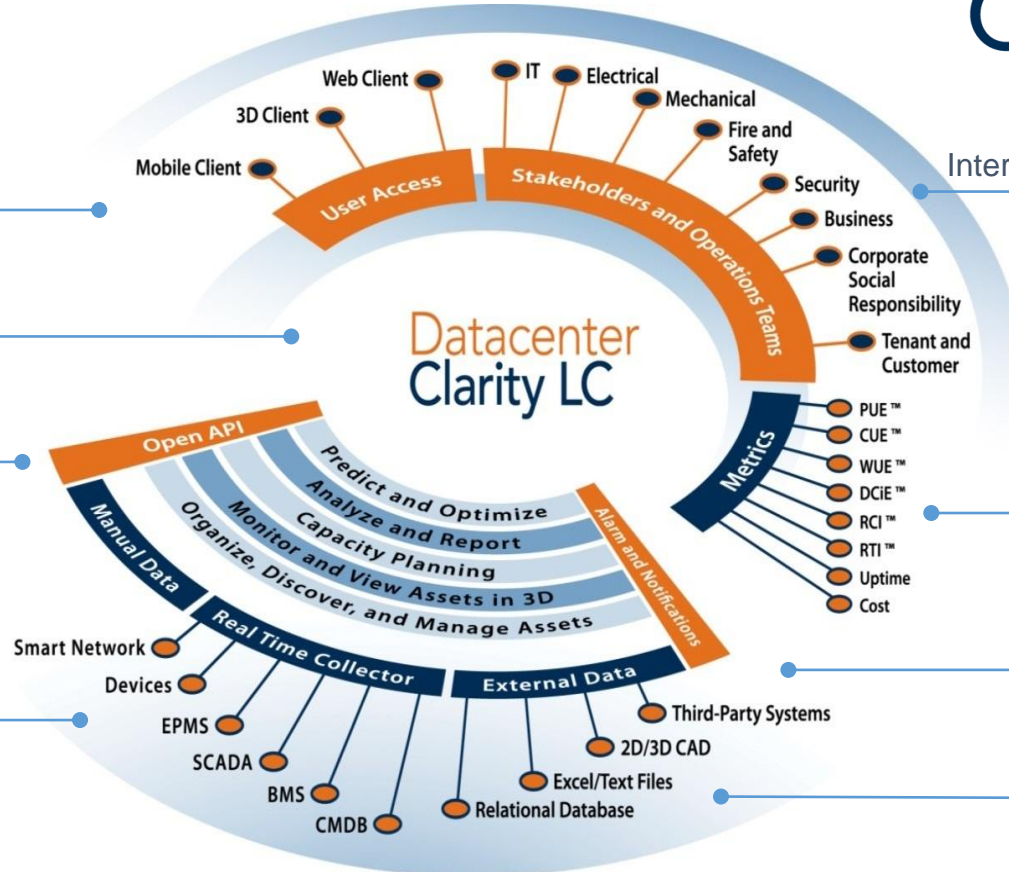 Web Client
3D Client
Mobile Client
IT
Electrical
Mechanical
Fire and
Safety
Security
Business
Corporate
Social
Responsibility
Tenant and
Customer
User Access
Stakeholders and Operations Teams
Datacenter
Clarity LC
Metrics
PUE ™
CUE ™
WUE ™
DCiE ™
RCI ™
RTI ™
Uptime
Cost
Open API
Predict and Optimize
Analyze and Report
Capacity Planning
Monitor and View Assets in 3D
Organize, Discover, and Manage Assets
Alarm and Notifications
Manual Data
Real Time Collector
External Data
Smart Network
Devices
EPMS
SCADA
BMS
CMDB
Third-Party Systems
2D/3D CAD
Excel/Text Files
Relational Database